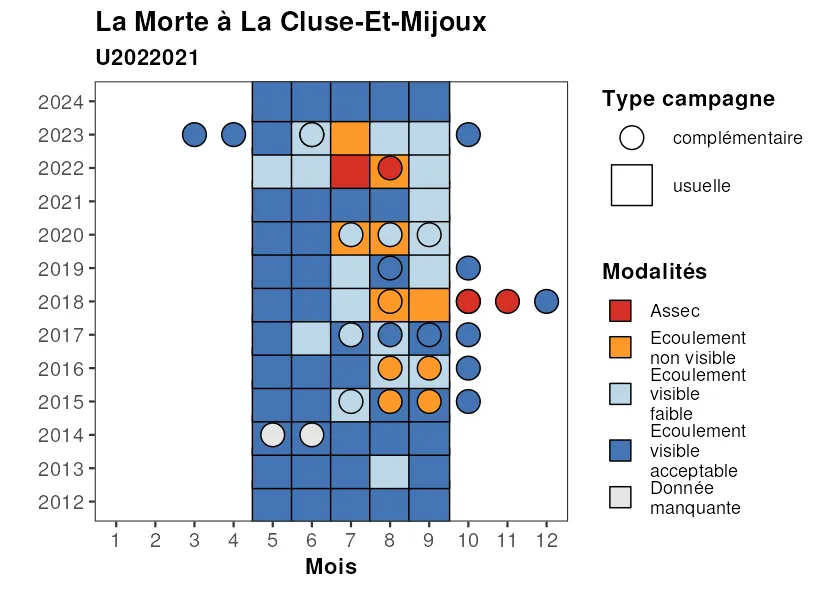 La Morte à La Cluse-Et-Mijoux
U2022021
2024
2023
2022
2021
2020
2019
2018
2017
2016
2015
2014
2013
2012
1 2 3 4 5 6 7 8 9 10 11 12
Mois
Type campagne
complémentaire
usuelle
Modalités
Assec
Ecoulement
non visible
Ecoulement
visible
faible
Ecoulement
visible
acceptable
Donnée
manquante